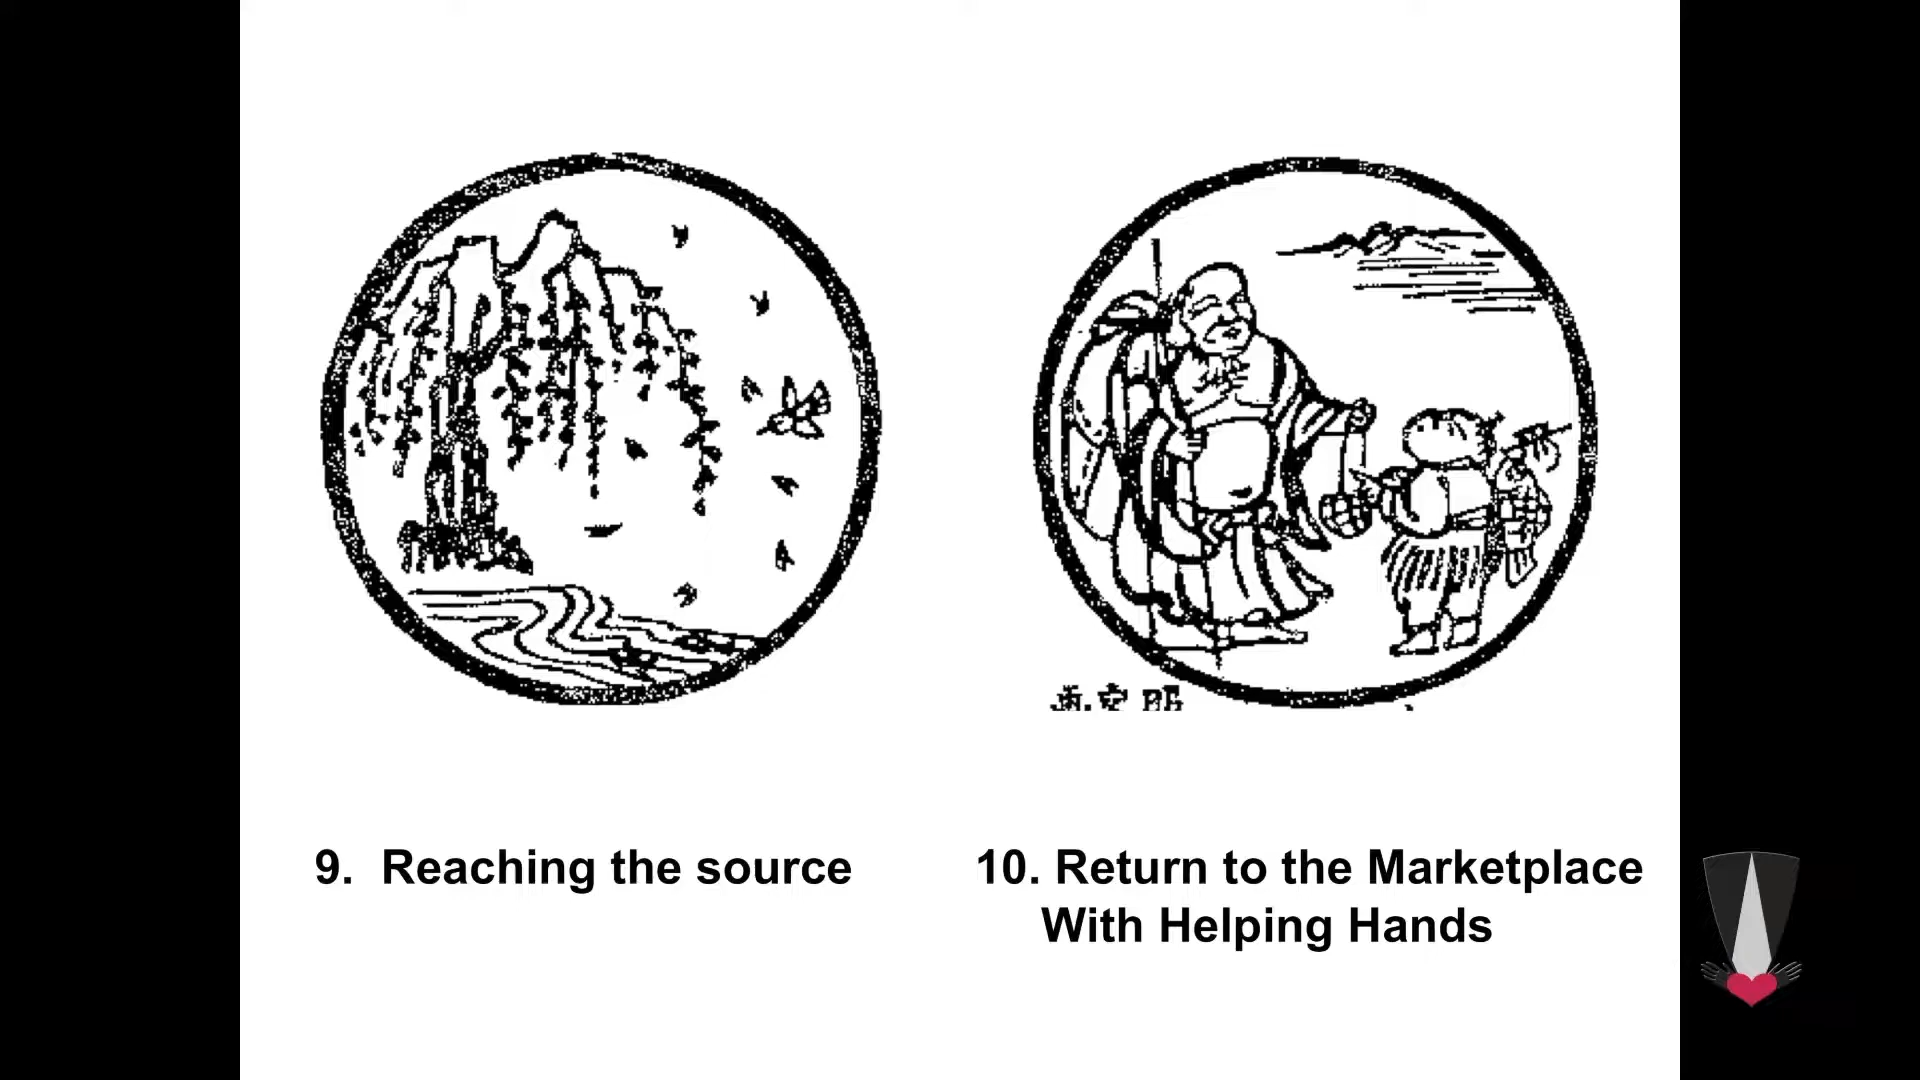 9. Reaching the source
10. Return to the Marketplace
With Helping Hands